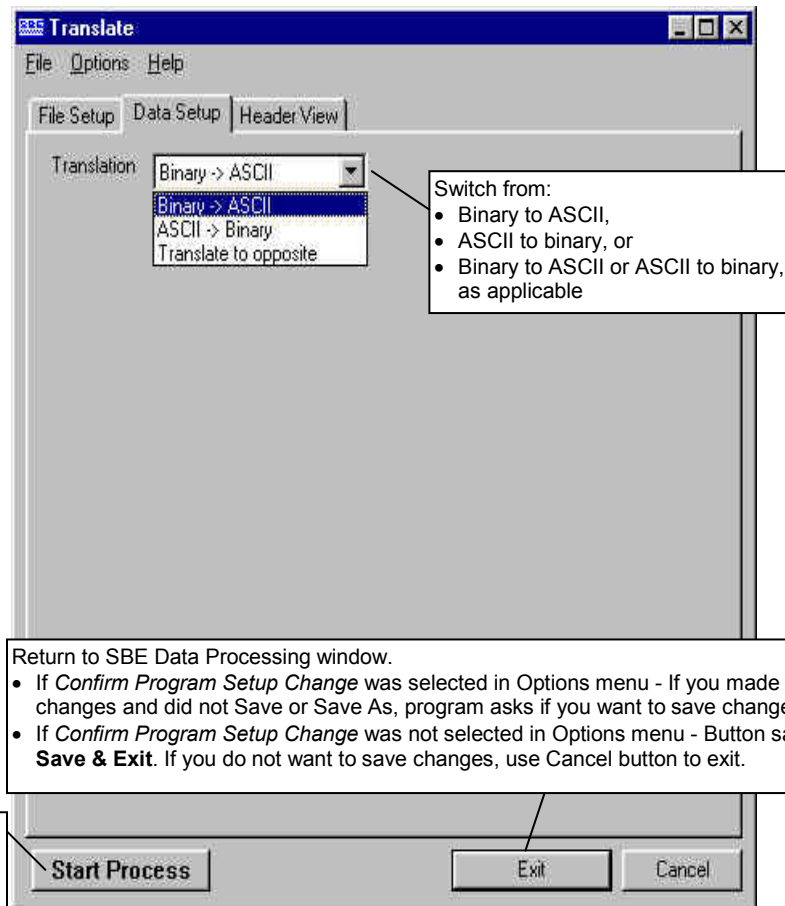 SBE Translate
File Options Help
File Setup Data Setup Header View
Translation Binary -> ASCII
Binary -> ASCII
ASCII -> Binary
Translate to opposite
Switch from:
• Binary to ASCII,
• ASCII to binary, or
• Binary to ASCII or ASCII to binary,
as applicable
Return to SBE Data Processing window.
• If Confirm Program Setup Change was selected in Options menu - If you made
changes and did not Save or Save As, program asks if you want to save change
• If Confirm Program Setup Change was not selected in Options menu - Button sa
Save & Exit. If you do not want to save changes, use Cancel button to exit.
Start Process Exit Cancel